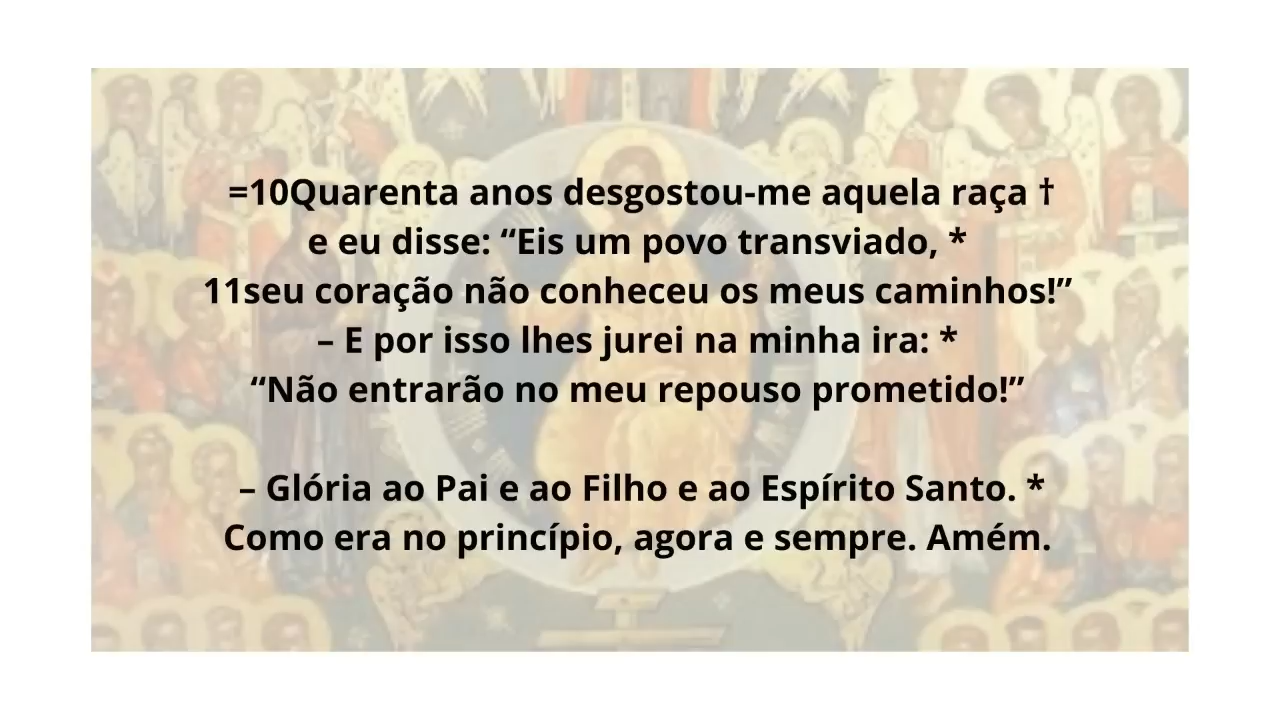 =10Quarenta anos desgostou-me aquela raça †
e eu disse: “Eis um povo transviado, *
11seu coração não conheceu os meus caminhos!”
– E por isso lhes jurei na minha ira: *
“Não entrarão no meu repouso prometido!”
– Glória ao Pai e ao Filho e ao Espírito Santo. *
Como era no princípio, agora e sempre. Amém.